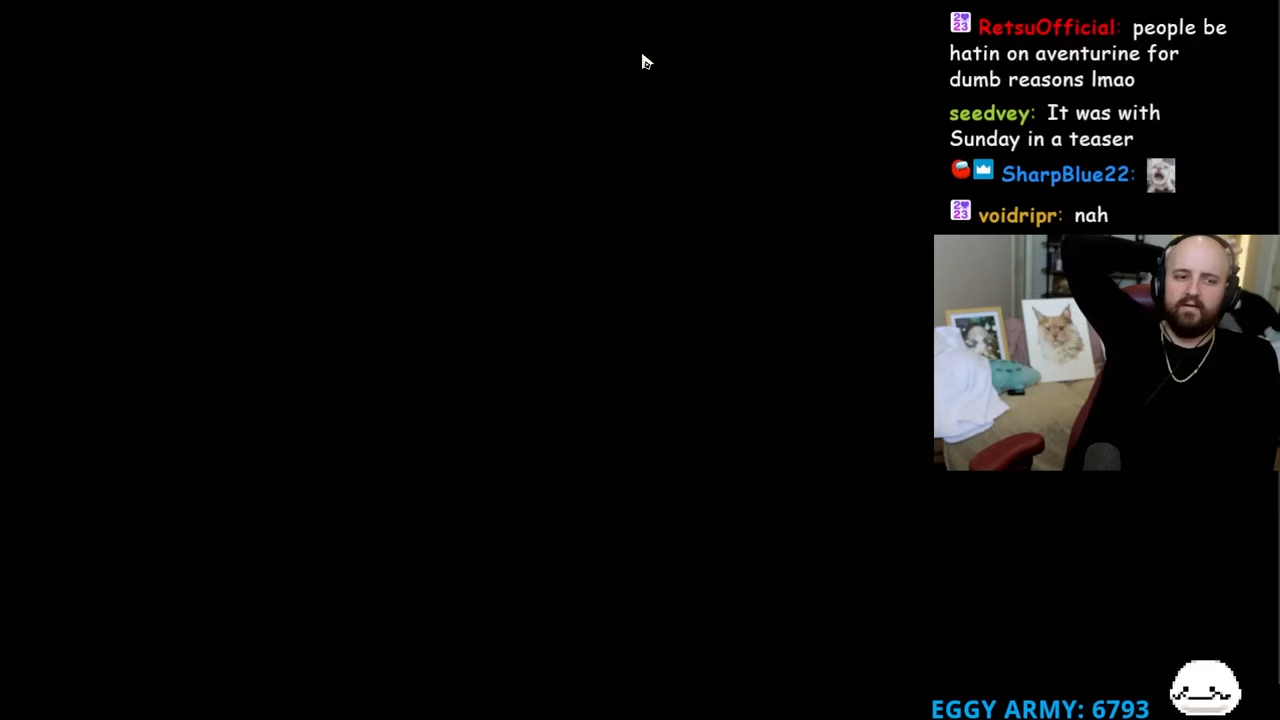 RetsuOfficial: people be
hatin on aventurine for
dumb reasons lmao
seedvey: It was with
Sunday in a teaser
SharpBlue22:
voidripr: nah
EGGY ARMY: 6793